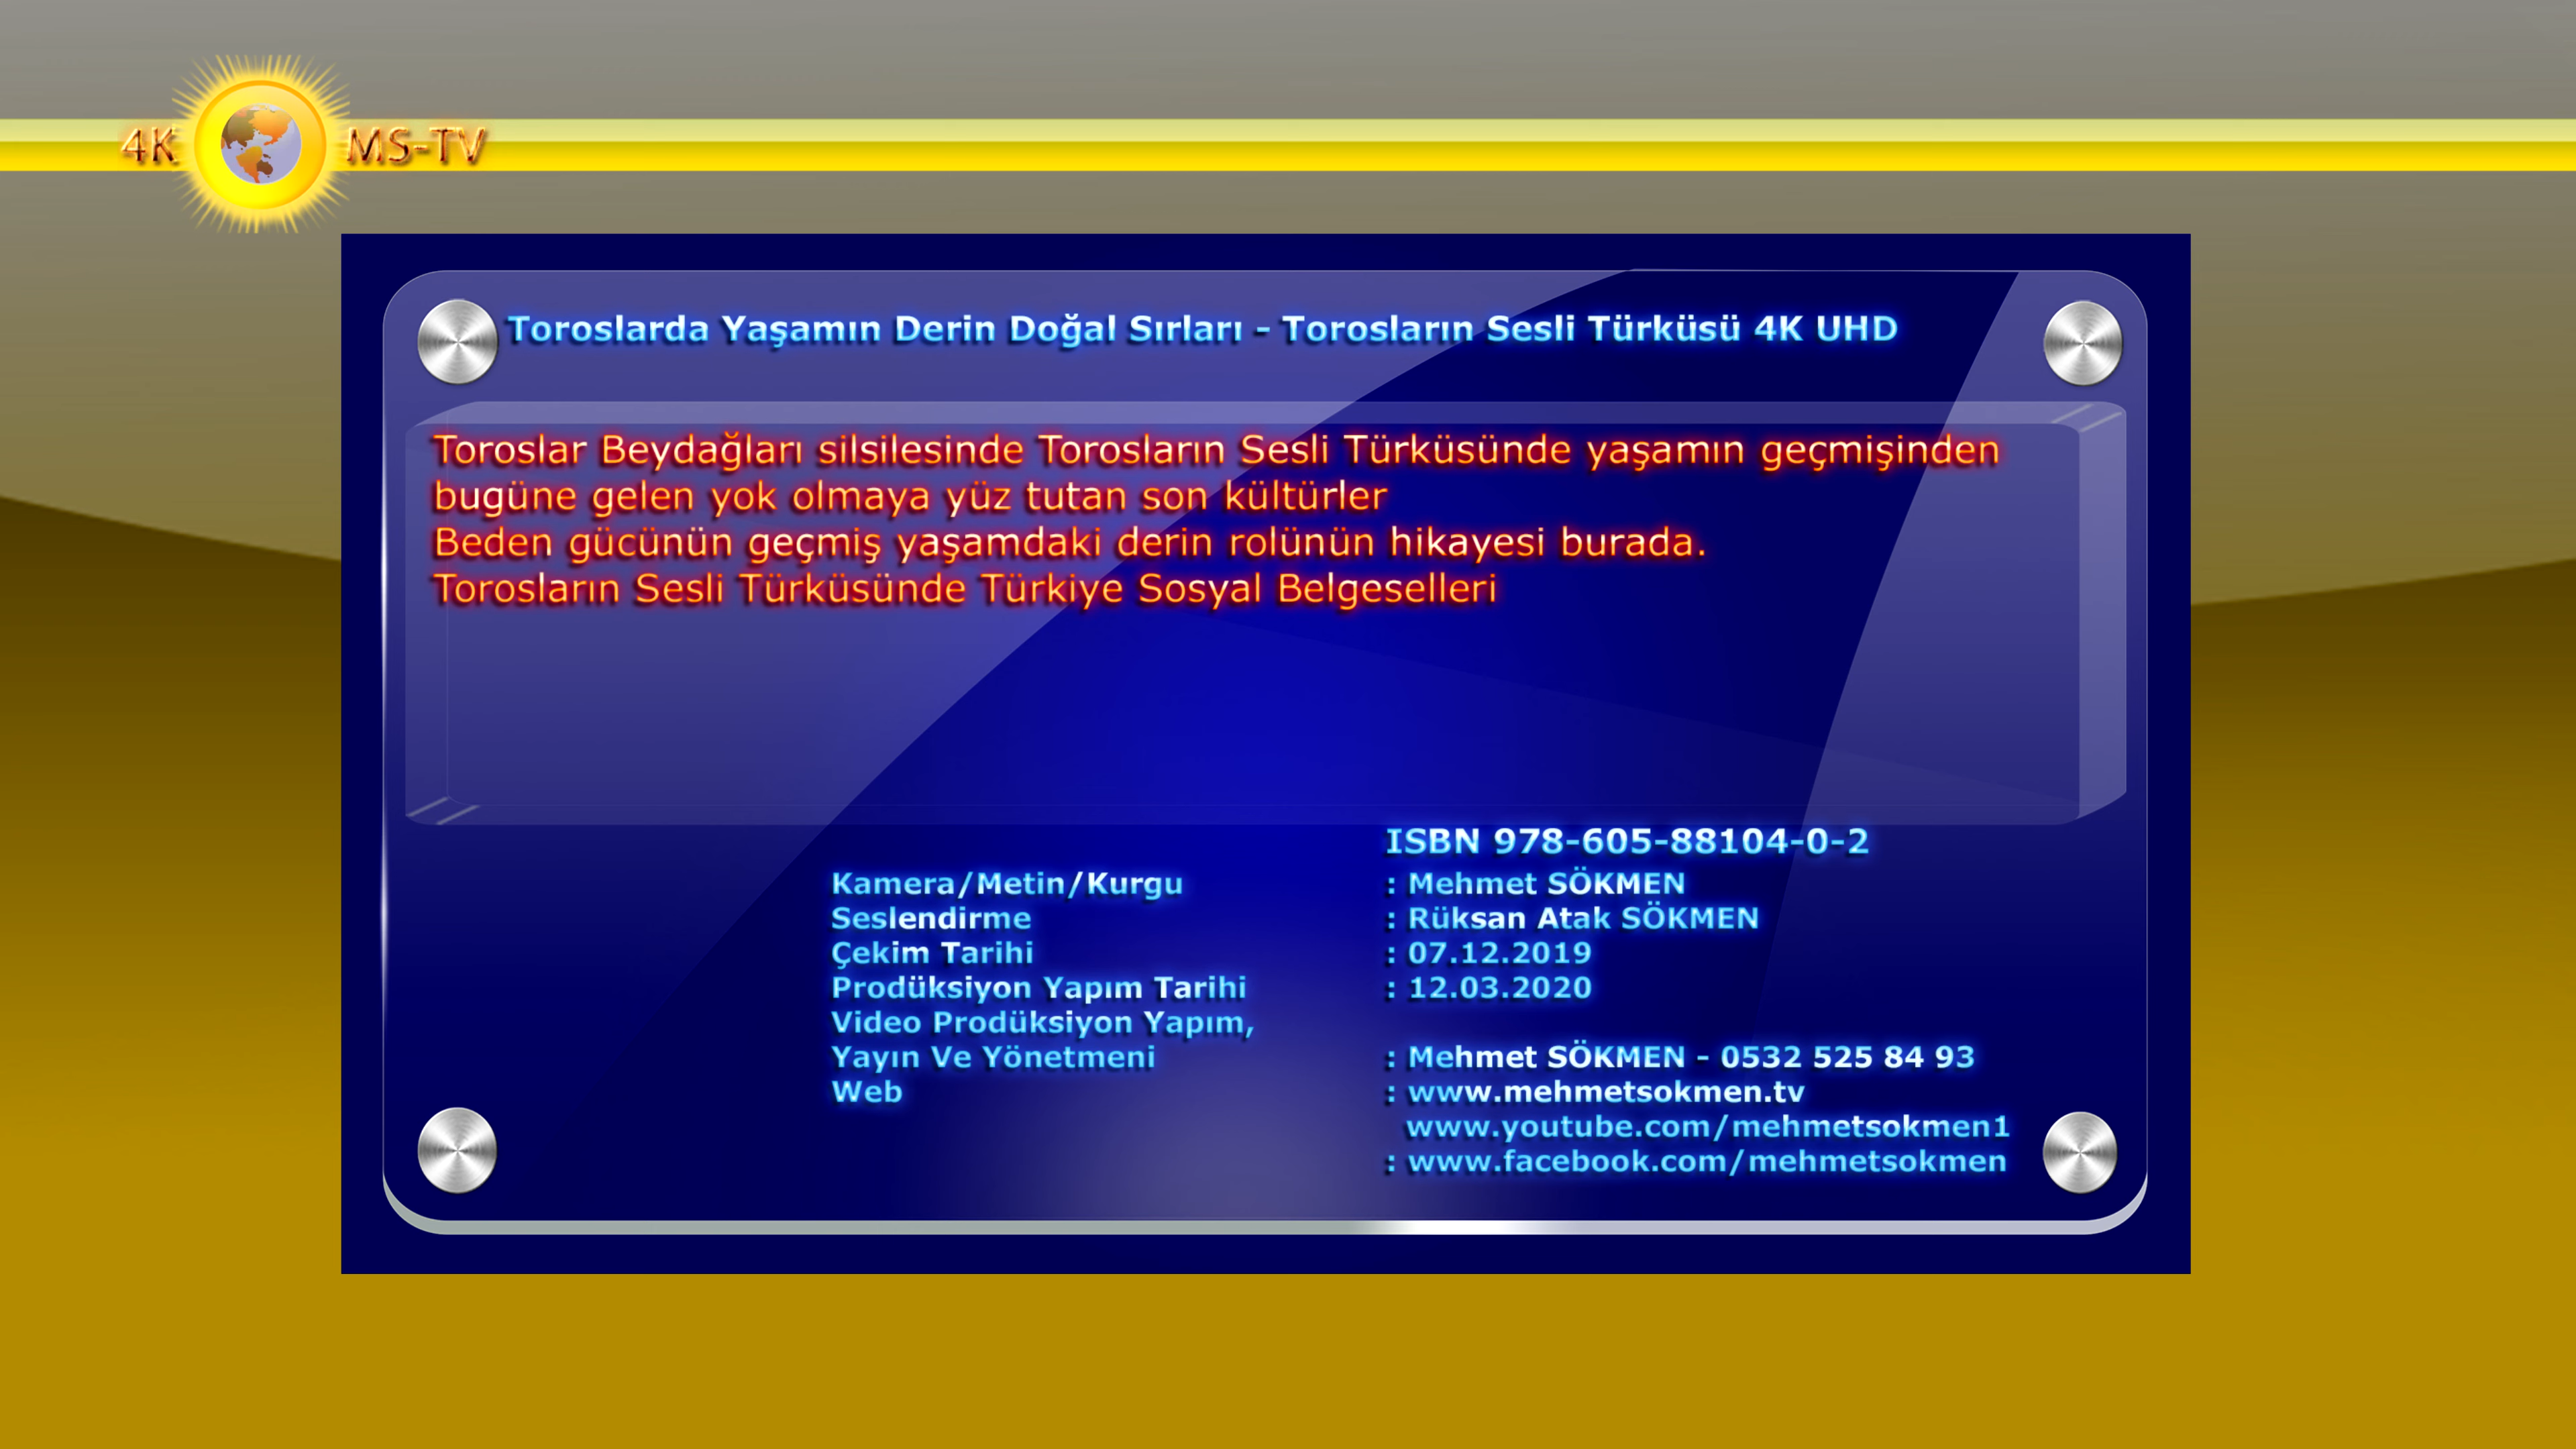 4K MS-TV
Toroslarda Yaşamın Derin Doğal Sırları - Torosların Sesli Türküsü 4K UHD
Toroslar Beydağları silsilesinde Torosların Sesli Türküsünde yaşamın geçmişinden
bugüne gelen yok olmaya yüz tutan son kültürler
Beden gücünün geçmiş yaşamdaki derin rolünün hikayesi burada.
Torosların Sesli Türküsünde Türkiye Sosyal Belgeselleri
ISBN 978-605-88104-0-2
Kamera/Metin/Kurgu : Mehmet SÖKMEN
Seslendirme : Rüksan Atak SÖKMEN
Çekim Tarihi : 07.12.2019
Prodüksiyon Yapım Tarihi : 12.03.2020
Video Prodüksiyon Yapım,
Yayın Ve Yönetmeni : Mehmet SÖKMEN - 0532 525 84 93
Web : www.mehmetsokmen.tv
www.youtube.com/mehmetsokmen1
: www.facebook.com/mehmetsokmen